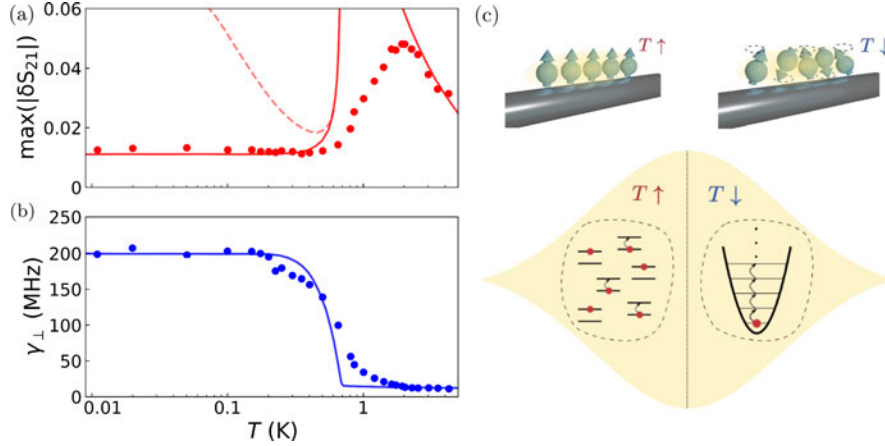 (a)
0.06
0.04
0.02
0
max(|δS₂₁|)
(b)
250
200
150
100
50
0
γ⊥ (MHz)
0.01
0.1
1
T (K)
(c)
T ↑
T ↓
T ↑
T ↓